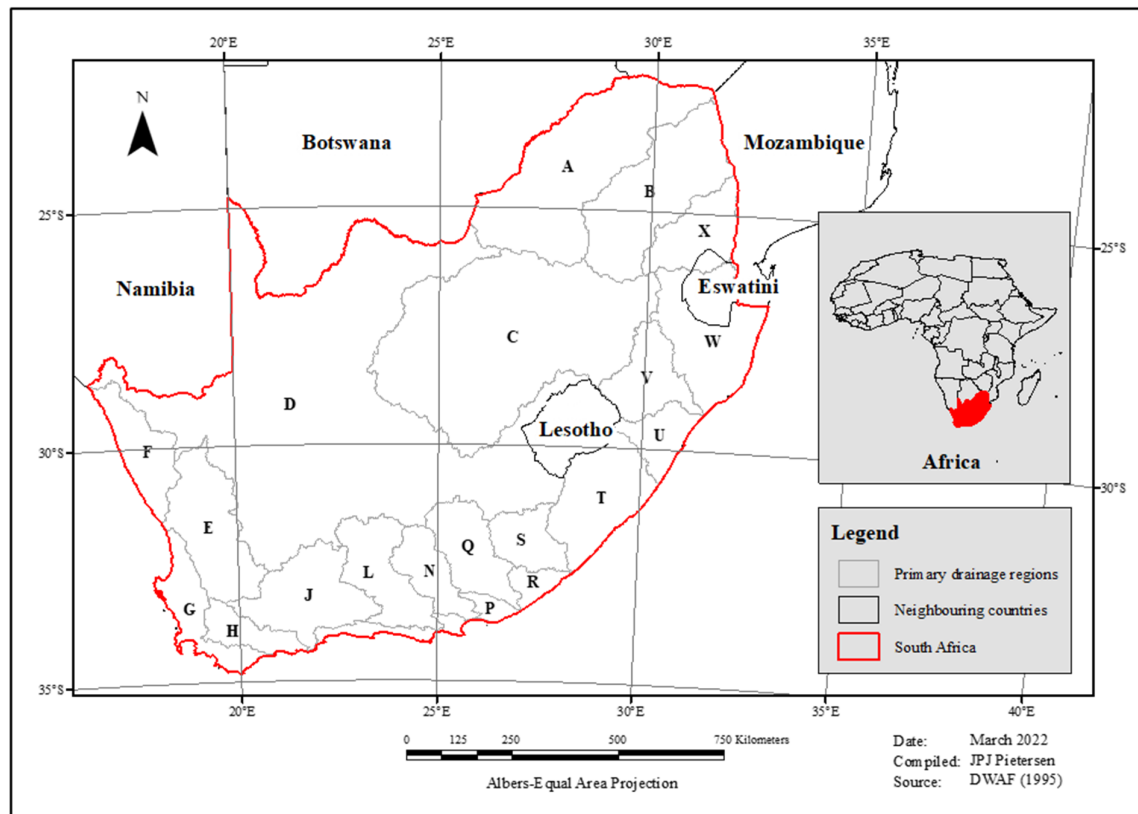 20°E
25°E
30°E
35°E
N
Botswana
Mozambique
A
B
25°S
X
25°S
Namibia
Eswatini
C
W
V
D
Lesotho
U
F
30°S
Africa
30°S
T
E
Legend
S
Q
L
N
Primary drainage regions
R
J
G
P
Neighbouring countries
H
South Africa
35°S
20°E
25°E
30°E
35°E
40°E
0 125 250 500 750 Kilometers
Albers-Equal Area Projection
Date: March 2022
Compiled: JPJ Pietersen
Source: DWAF (1995)